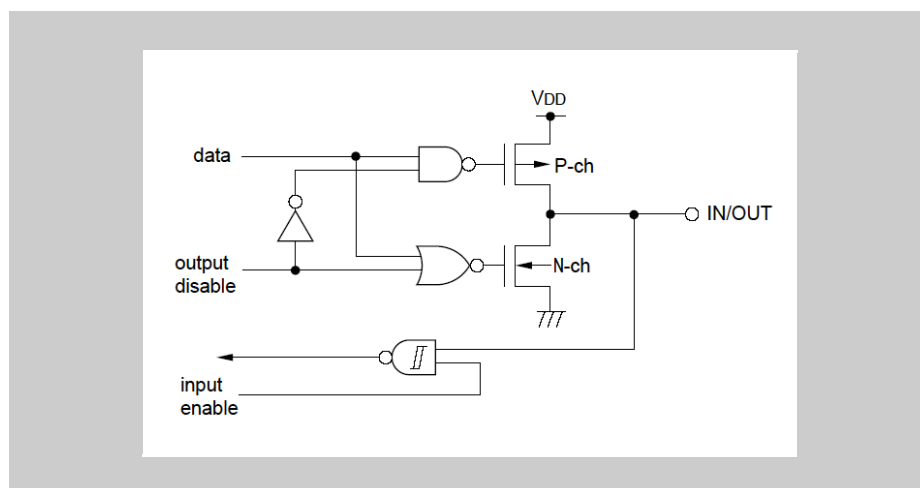 VDD
data
P-ch
IN/OUT
output
disable
N-ch
input
enable